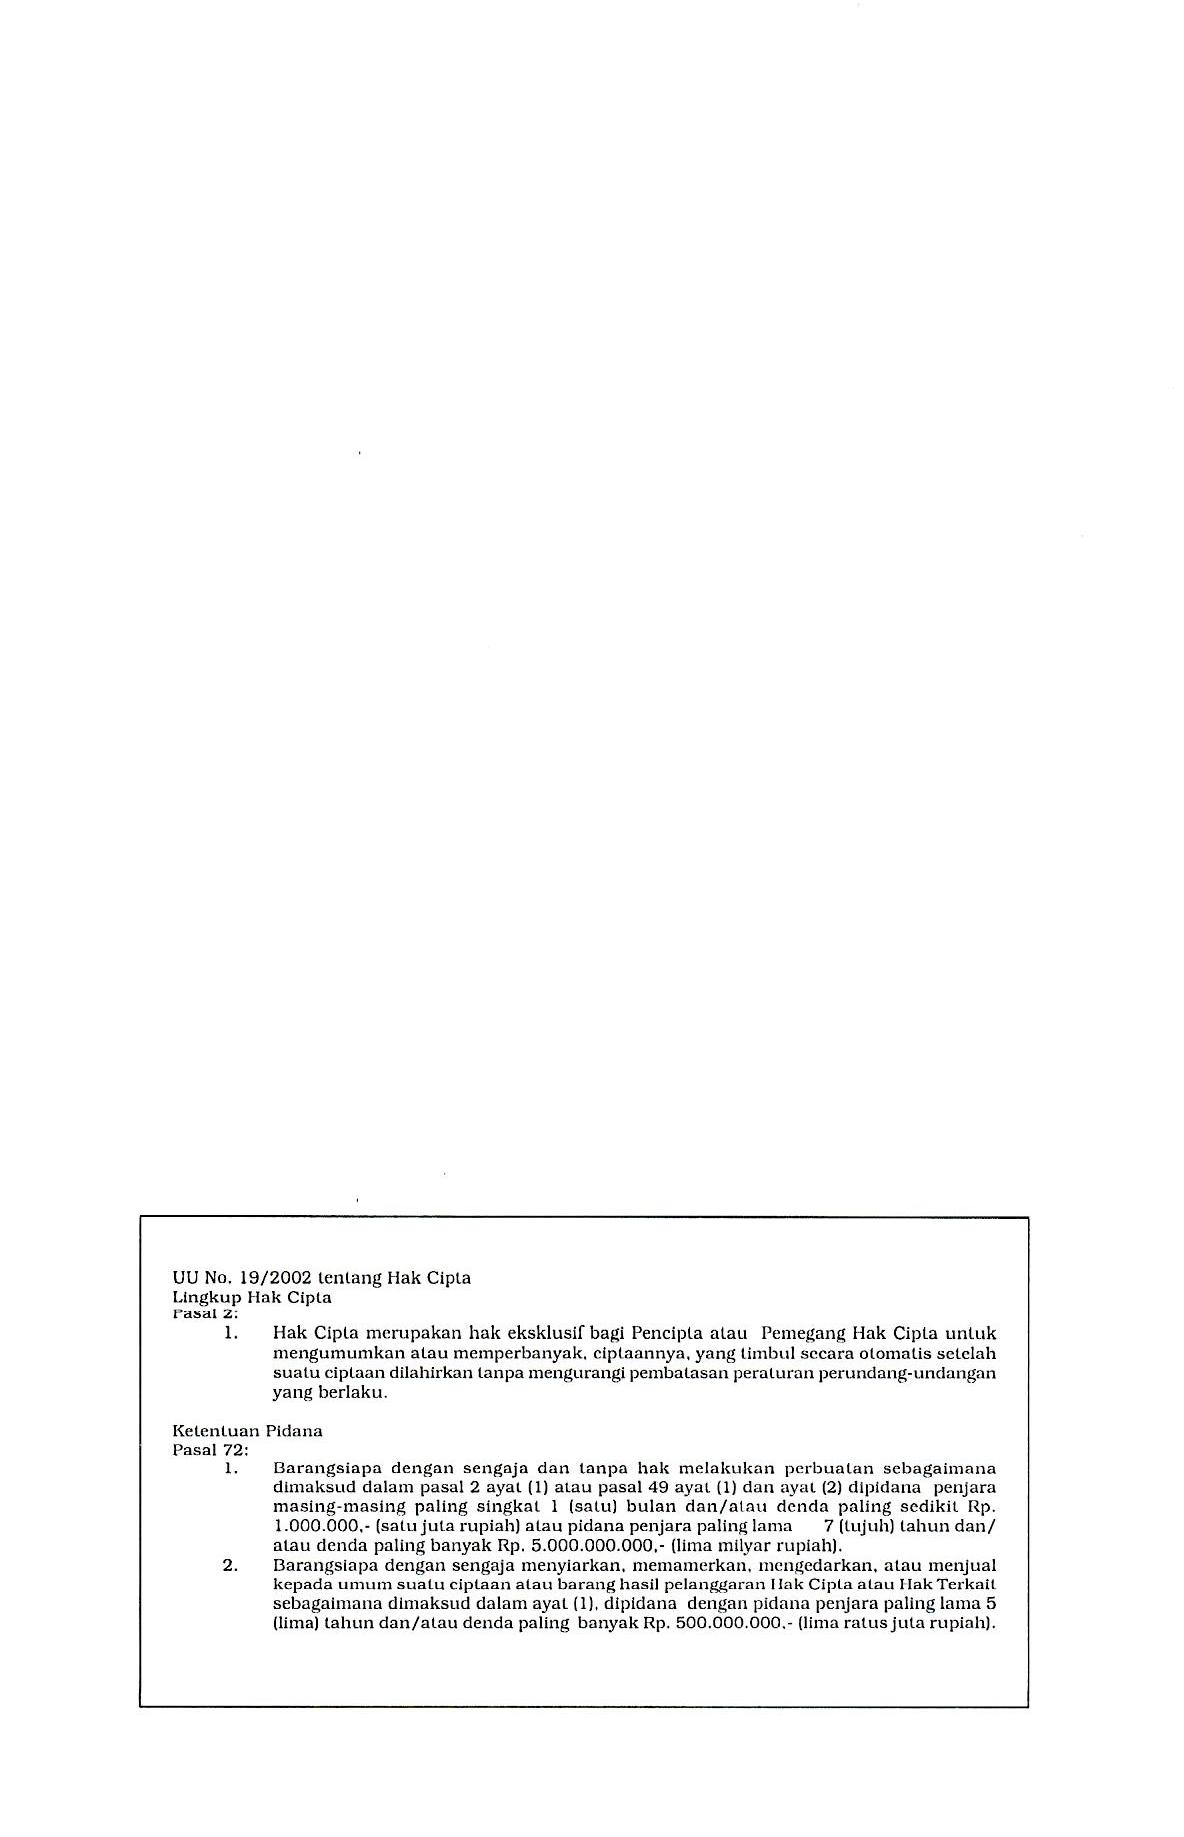 UU No. 19/2002 tentang Hak Cipta
Lingkup Hak Cipta
Pasal 2:
1. Hak Cipta merupakan hak eksklusif bagi Pencipta atau Pemegang Hak Cipta untuk
mengumumkan atau memperbanyak, ciptaannya, yang timbul secara otomatis setelah
suatu ciptaan dilahirkan tanpa mengurangi pembatasan peraturan perundang-undangan
yang berlaku.
Ketentuan Pidana
Pasal 72:
1. Barangsiapa dengan sengaja dan tanpa hak melakukan perbuatan sebagaimana
dimaksud dalam pasal 2 ayat (1) atau pasal 49 ayat (1) dan ayat (2) dipidana penjara
masing-masing paling singkat 1 (satu) bulan dan/atau denda paling sedikit Rp.
1.000.000,- (satu juta rupiah) atau pidana penjara paling lama 7 (tujuh) tahun dan/
atau denda paling banyak Rp. 5.000.000.000,- (lima milyar rupiah).
2. Barangsiapa dengan sengaja menyiarkan, memamerkan, mengedarkan, atau menjual
kepada umum suatu ciptaan atau barang hasil pelanggaran Hak Cipta atau Hak Terkait
sebagaimana dimaksud dalam ayat (1), dipidana dengan pidana penjara paling lama 5
(lima) tahun dan/atau denda paling banyak Rp. 500.000.000,- (lima ratus juta rupiah).